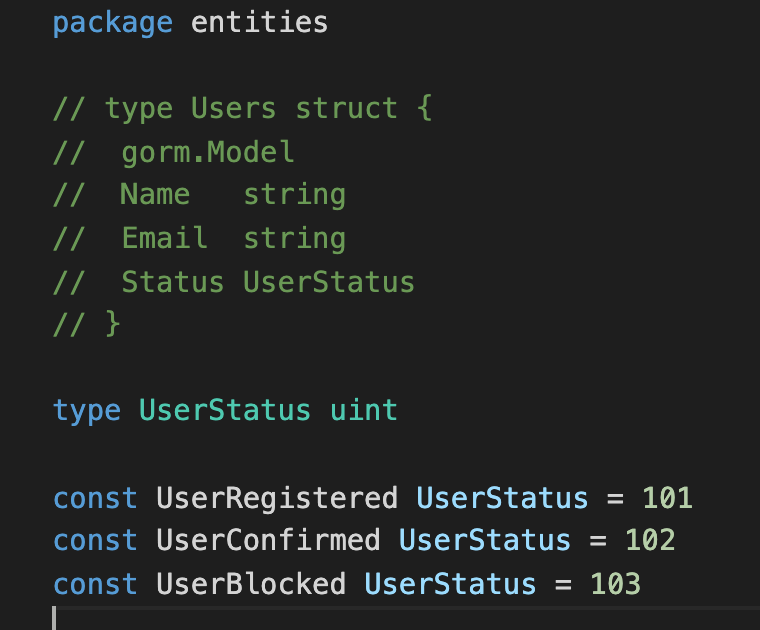 package entities
// type Users struct {
//  gorm.Model
//  Name   string
//  Email  string
//  Status UserStatus
// }
type UserStatus uint
const UserRegistered UserStatus = 101
const UserConfirmed UserStatus = 102
const UserBlocked UserStatus = 103